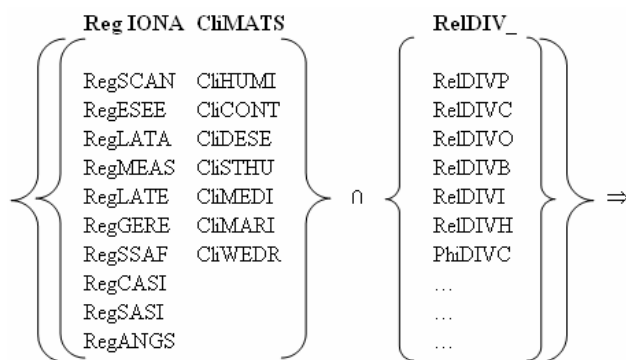 Reg IONA CliMATS RelDIV_
RegSCAN CliHUMI RelDIVP
RegESEE CliCONT RelDIVC
RegLATA CliDESE RelDIVO
RegMEAS CliSTHU RelDIVB
RegLATE CliMEDI ∩ RelDIVI ⇒
RegGERE CliMARI RelDIVH
RegSSAF CliWEDR PhiDIVC
RegCASI …
RegSASI …
RegANGS …